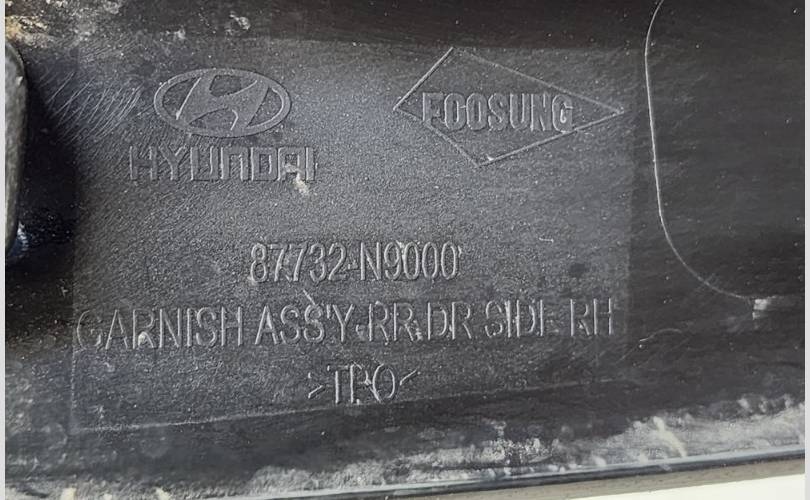 HYUNDAI
FOOSUNG
87732-N9000
GARNISH ASS'Y-RR.DR SIDE RH
>TPO<